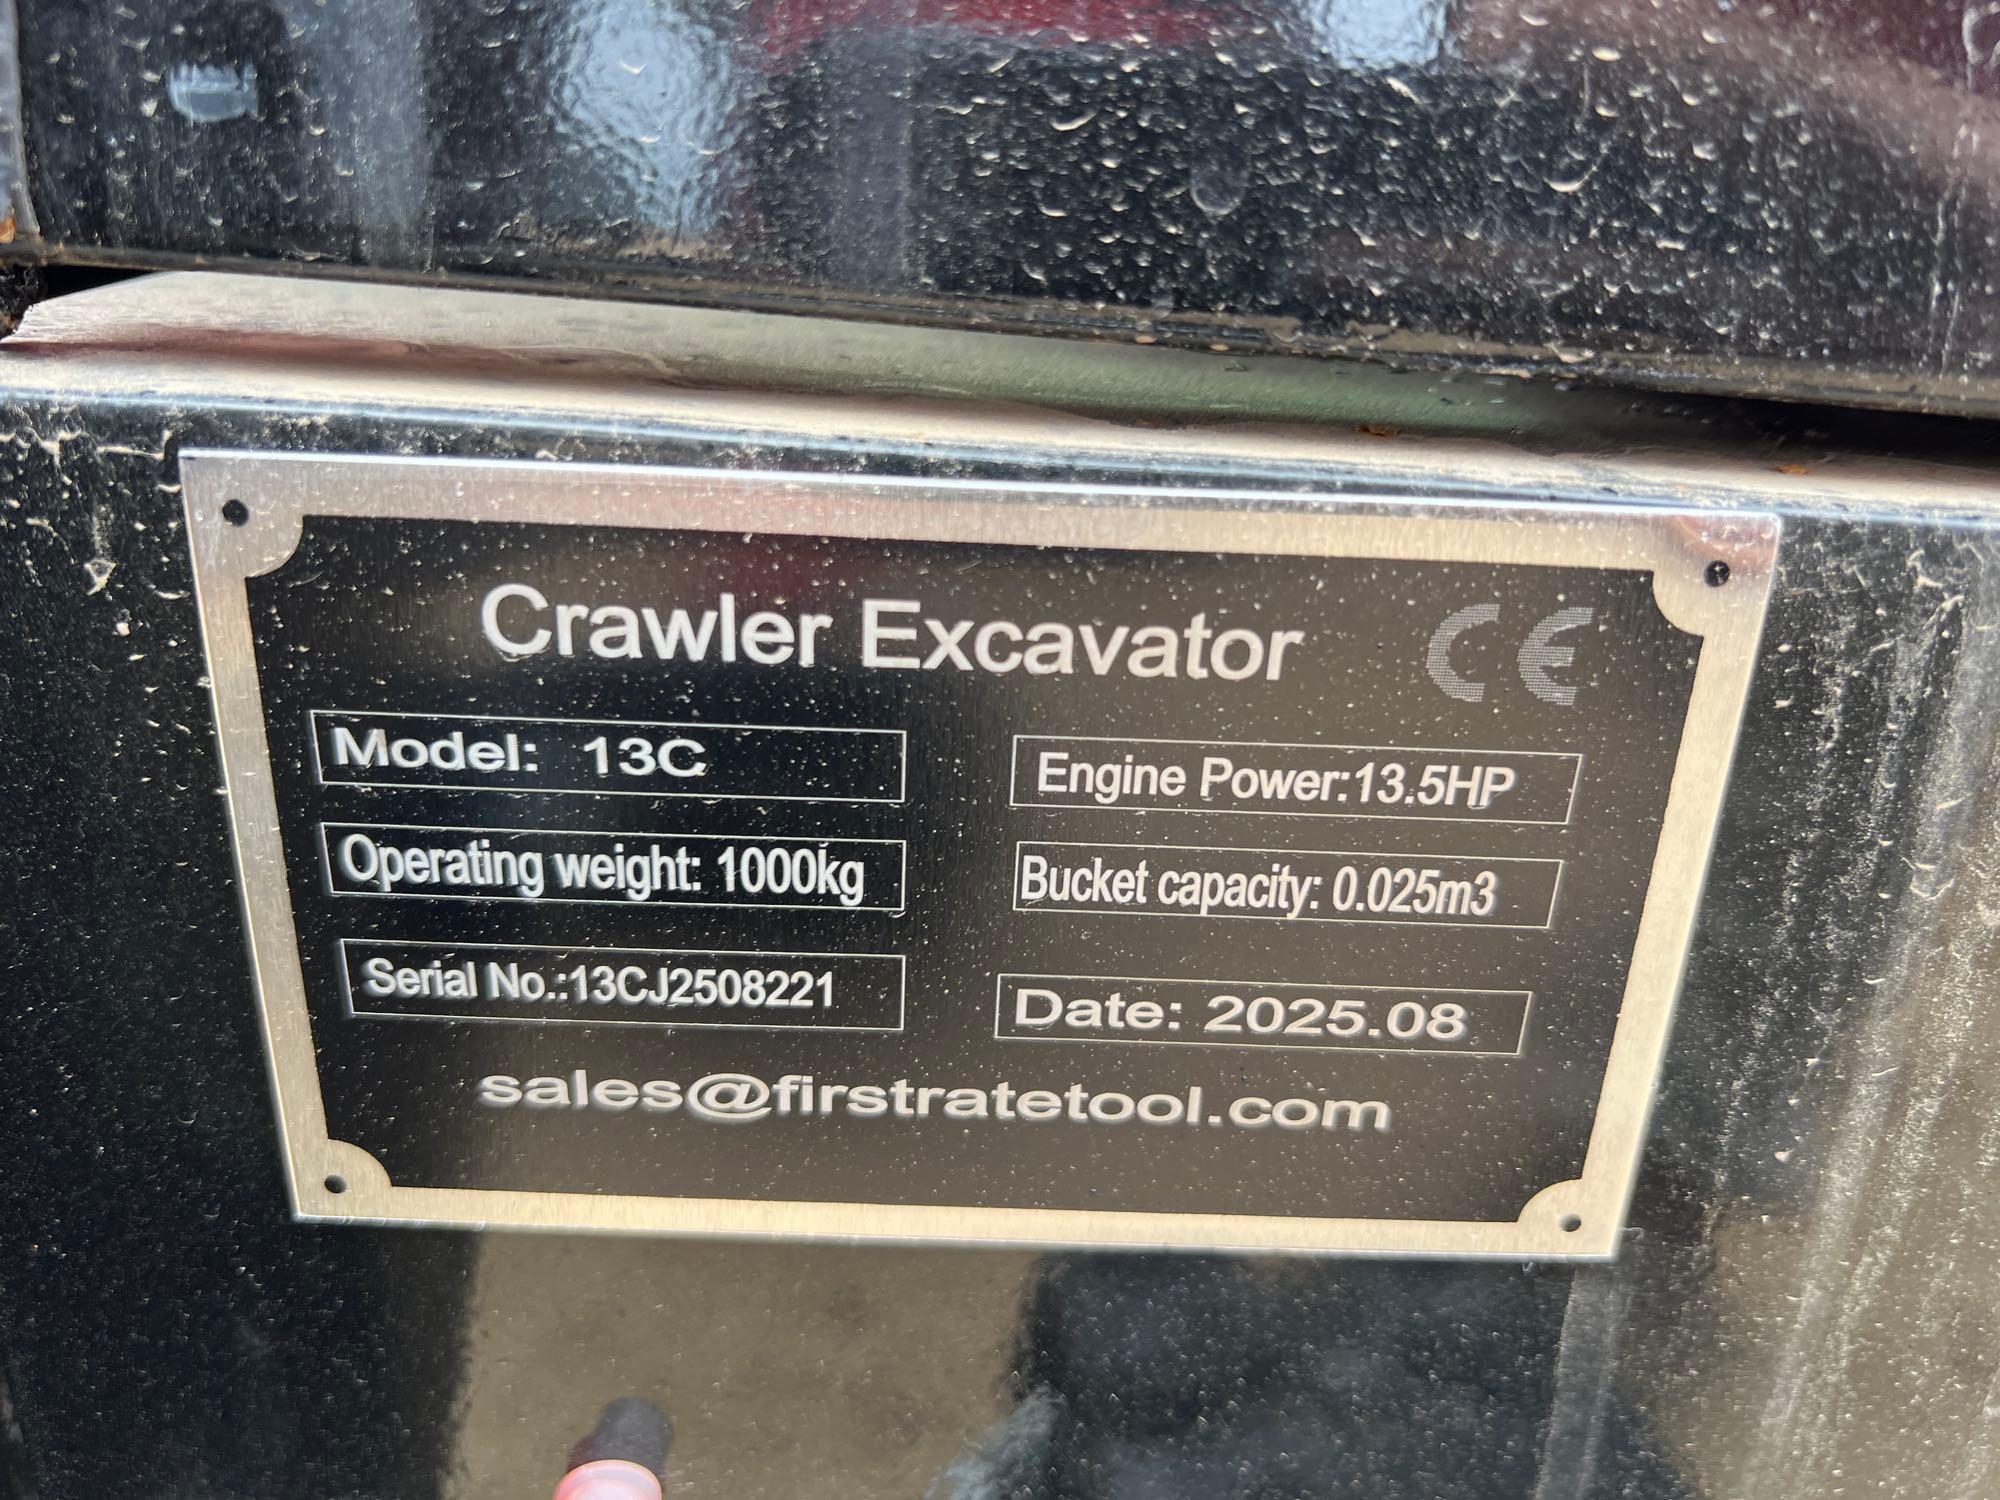 Crawler Excavator CE
Model: 13C
Engine Power:13.5HP
Operating weight: 1000kg
Bucket capacity: 0.025m3
Serial No.:13CJ2508221
Date: 2025.08
sales@firstratetool.com